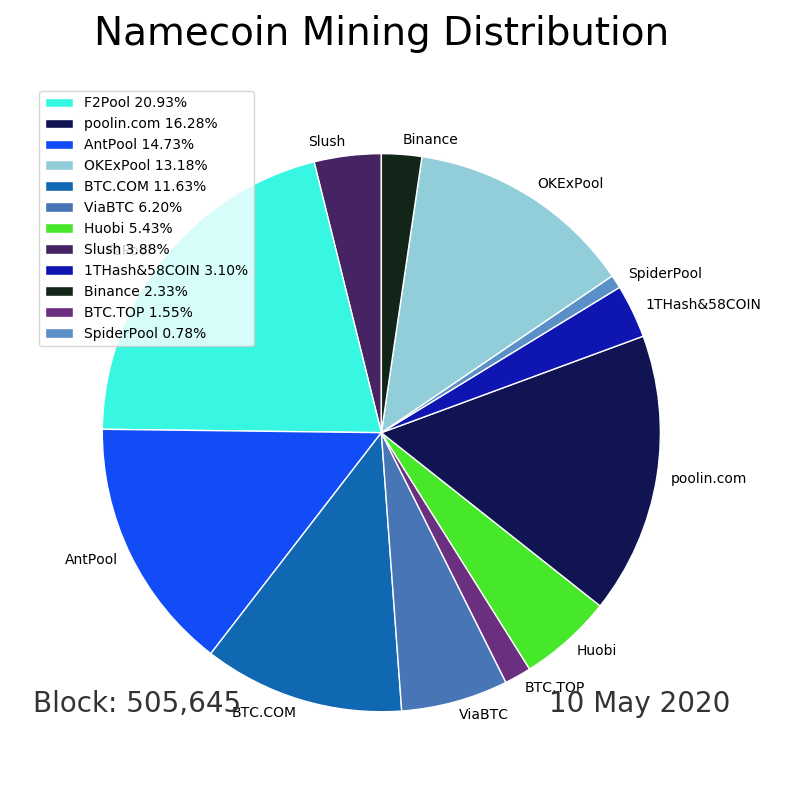 Namecoin Mining Distribution
F2Pool 20.93%
poolin.com 16.28%
AntPool 14.73%
OKExPool 13.18%
BTC.COM 11.63%
ViaBTC 6.20%
Huobi 5.43%
Slush 3.88%
1THash&58COIN 3.10%
Binance 2.33%
BTC.TOP 1.55%
SpiderPool 0.78%
Slush
Binance
OKExPool
SpiderPool
1THash&58COIN
poolin.com
AntPool
Huobi
BTC.TOP
BTC.COM
ViaBTC
Block: 505,645
10 May 2020